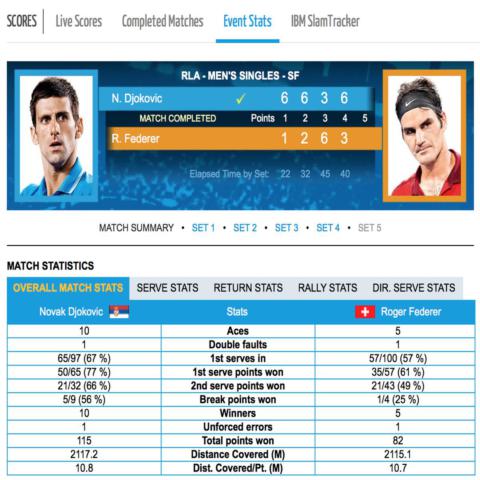 SCORES Live Scores Completed Matches Event Stats IBM SlamTracker
RLA - MEN'S SINGLES - SF
N. Djokovic ✓ 6 6 3 6
MATCH COMPLETED Points 1 2 3 4 5
R. Federer 1 2 6 3
Elapsed Time by Set: 22 32 45 40
MATCH SUMMARY • SET 1 • SET 2 • SET 3 • SET 4 • SET 5
MATCH STATISTICS
OVERALL MATCH STATS SERVE STATS RETURN STATS RALLY STATS DIR. SERVE STATS
Novak Djokovic Stats Roger Federer
10 Aces 5
1 Double faults 1
65/97 (67 %) 1st serves in 57/100 (57 %)
50/65 (77 %) 1st serve points won 35/57 (61 %)
21/32 (66 %) 2nd serve points won 21/43 (49 %)
5/9 (56 %) Break points won 1/4 (25 %)
10 Winners 5
1 Unforced errors 1
115 Total points won 82
2117.2 Distance Covered (M) 2115.1
10.8 Dist. Covered/Pt. (M) 10.7